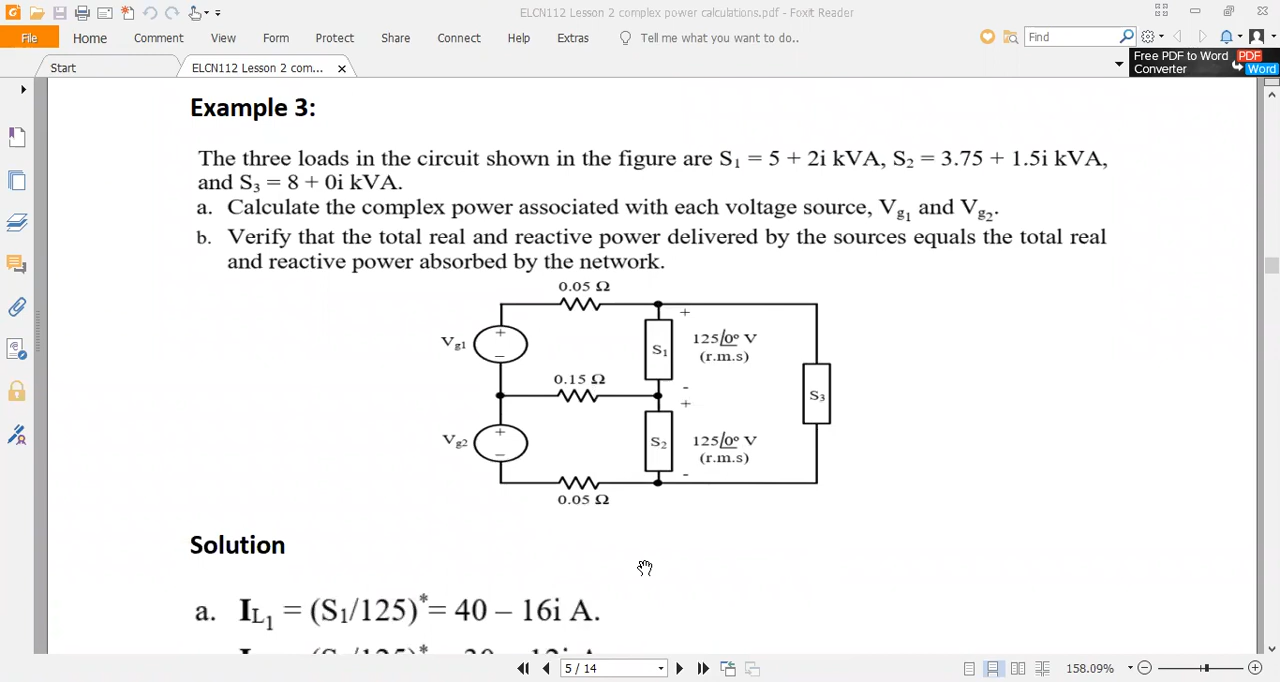 ELCN112 Lesson 2 complex power calculations.pdf - Foxit Reader
File Home Comment View Form Protect Share Connect Help Extras Tell me what you want to do.. Find
Start ELCN112 Lesson 2 com... Free PDF to Word PDF
Converter Word
Example 3:
The three loads in the circuit shown in the figure are S₁ = 5 + 2i kVA, S₂ = 3.75 + 1.5i kVA,
and S₃ = 8 + 0i kVA.
a. Calculate the complex power associated with each voltage source, Vg₁ and Vg₂.
b. Verify that the total real and reactive power delivered by the sources equals the total real
and reactive power absorbed by the network.
0.05 Ω
+
Vg1 + S₁ 125/0° V
− (r.m.s)
0.15 Ω -
+ S₃
Vg2 + S₂ 125/0° V
− (r.m.s)
-
0.05 Ω
Solution
a. I_L₁ = (S₁/125)* = 40 – 16i A.
5 / 14 158.09%